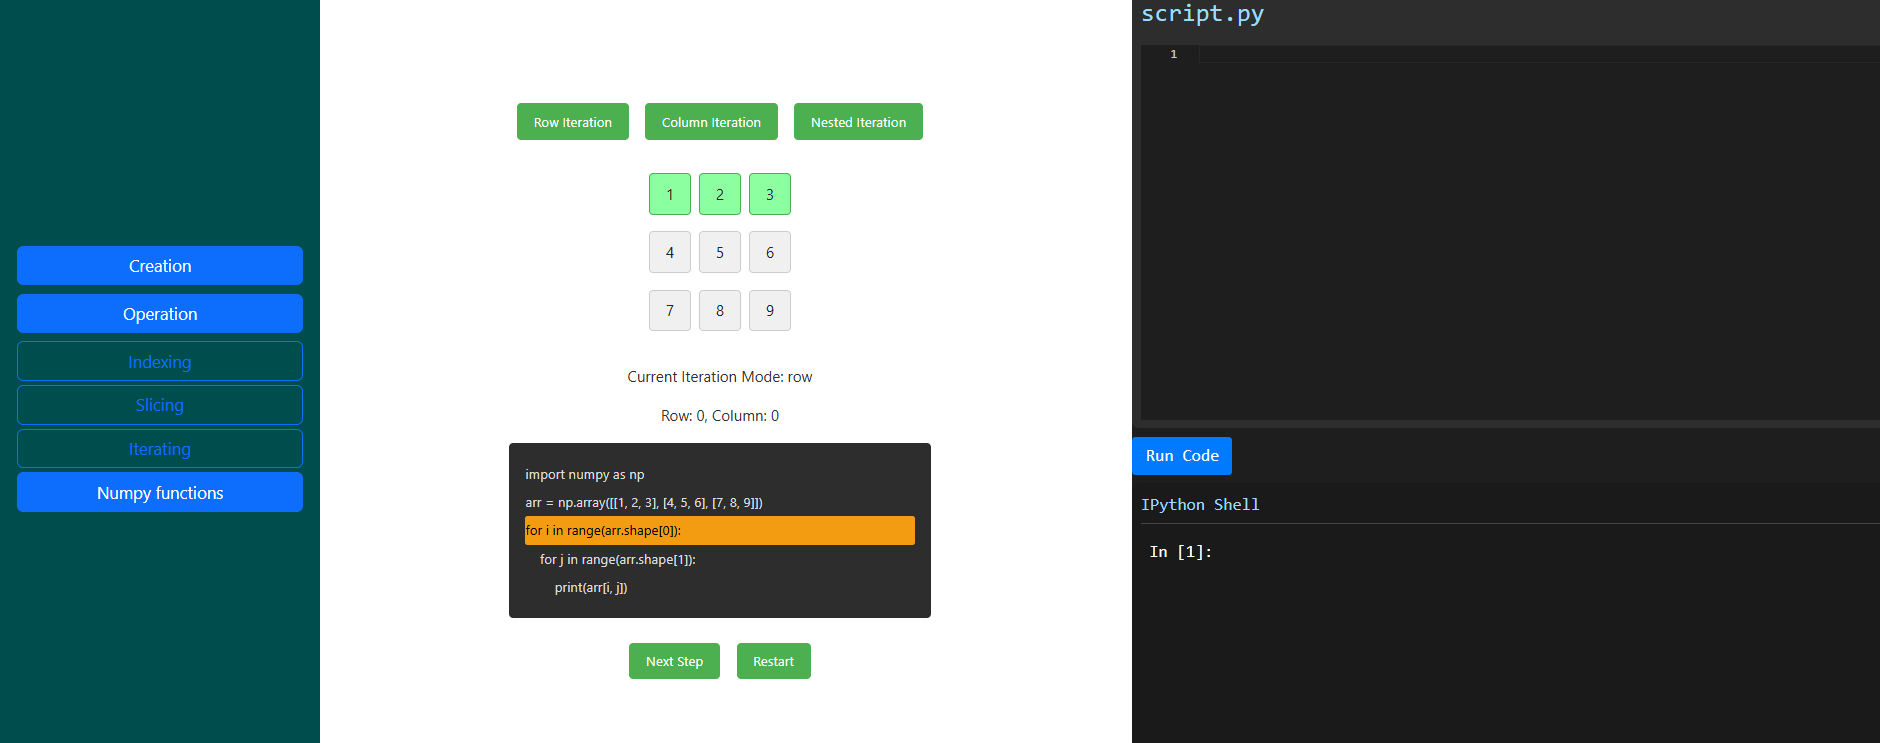 Creation
Operation
Indexing
Slicing
Iterating
Numpy functions
Row Iteration
Column Iteration
Nested Iteration
1 2 3
4 5 6
7 8 9
Current Iteration Mode: row
Row: 0, Column: 0
import numpy as np
arr = np.array([[1, 2, 3], [4, 5, 6], [7, 8, 9]])
for i in range(arr.shape[0]):
    for j in range(arr.shape[1]):
        print(arr[i, j])
Next Step
Restart
script.py
1
Run Code
IPython Shell
In [1]: